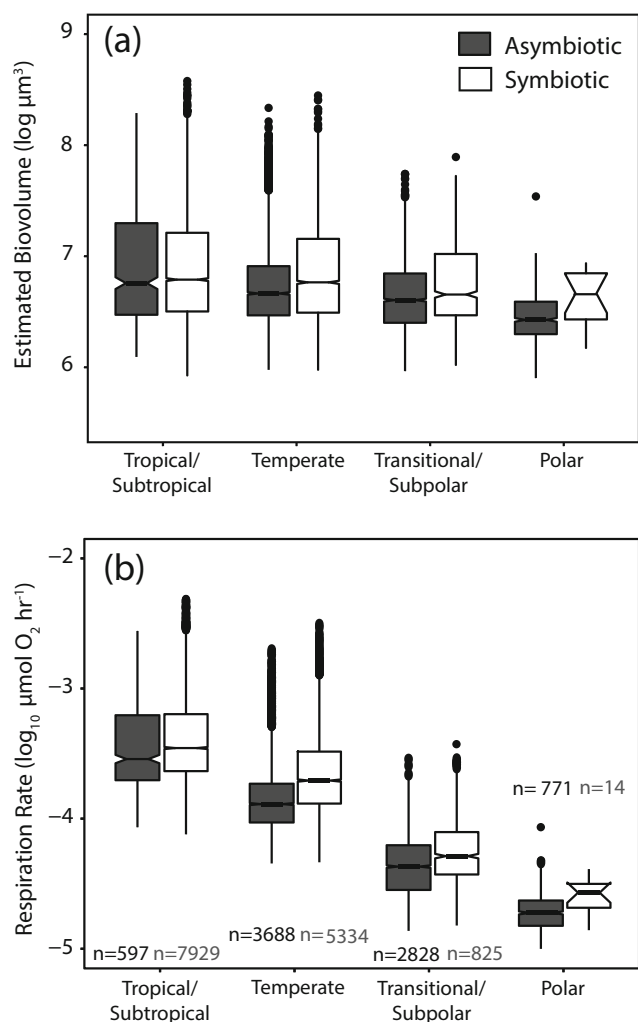 (a)
Asymbiotic
Symbiotic
Estimated Biovolume (log μm³)
9
8
7
6
Tropical/
Subtropical
Temperate
Transitional/
Subpolar
Polar
(b)
Respiration Rate (log₁₀ μmol O₂ hr⁻¹)
−2
−3
−4
−5
n= 771 n=14
n=597 n=7929
n=3688 n=5334
n=2828 n=825
Tropical/
Subtropical
Temperate
Transitional/
Subpolar
Polar